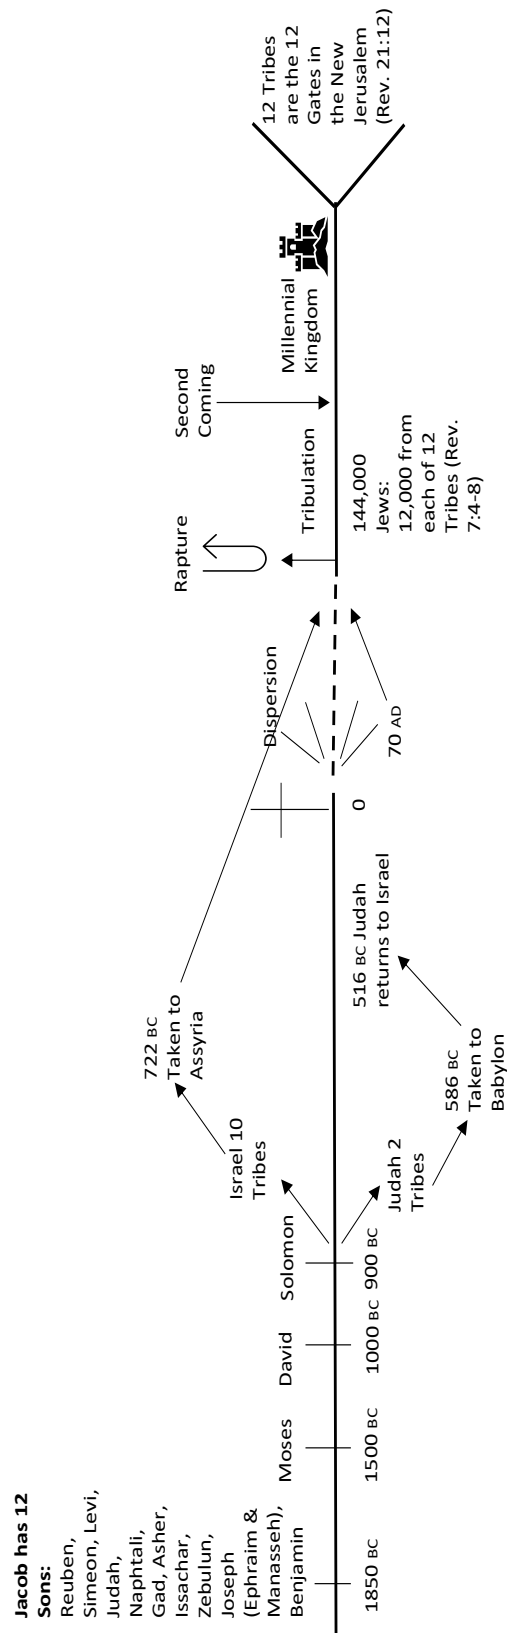 Jacob has 12
Sons:
Reuben,
Simeon, Levi,
Judah,
Naphtali,
Gad, Asher,
Issachar,
Zebulun,
Joseph
(Ephraim &
Manasseh),
Benjamin
1850 BC
Moses
1500 BC
David
1000 BC
Solomon
900 BC
Israel 10
Tribes
Judah 2
Tribes
722 BC
Taken to
Assyria
586 BC
Taken to
Babylon
516 BC Judah
returns to Israel
0
Dispersion
70 AD
Rapture
Tribulation
144,000
Jews:
12,000 from
each of 12
Tribes (Rev.
7:4-8)
Second
Coming
Millennial
Kingdom
12 Tribes
are the 12
Gates in
the New
Jerusalem
(Rev. 21:12)